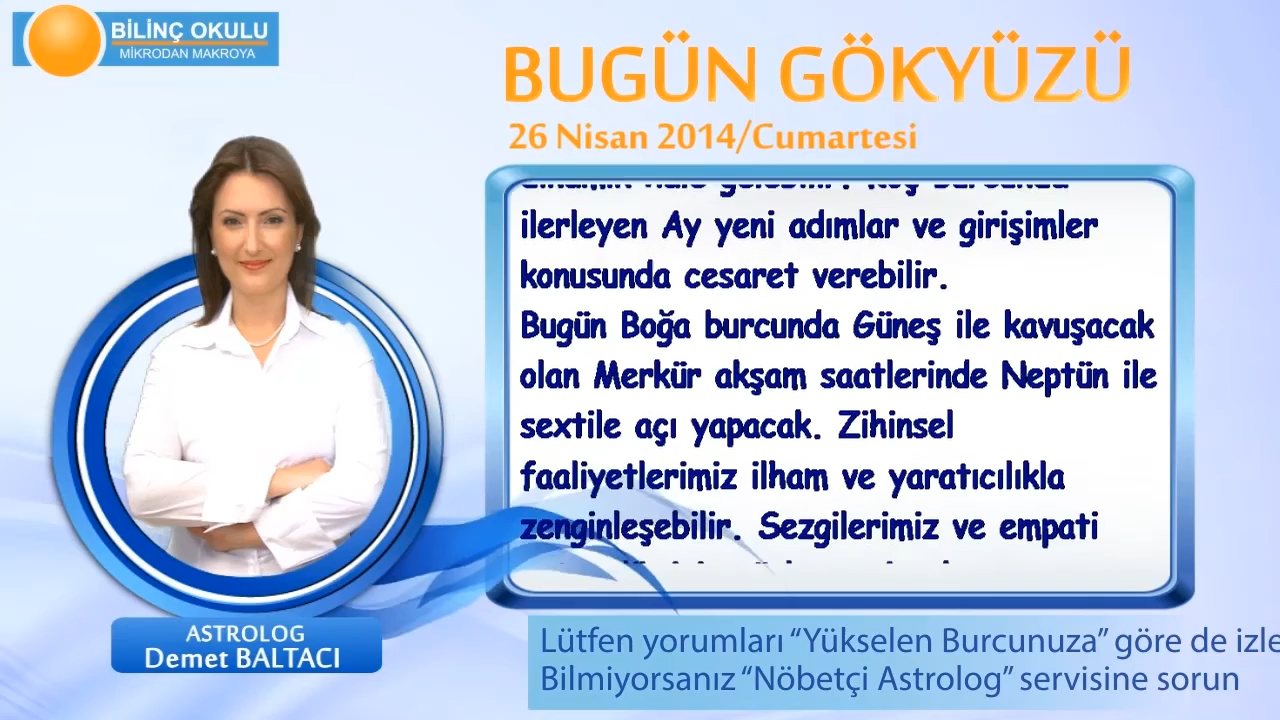 BİLİNÇ OKULU
MİKRODAN MAKROYA
BUGÜN GÖKYÜZÜ
26 Nisan 2014/Cumartesi
ilerleyen Ay yeni adımlar ve girişimler
konusunda cesaret verebilir.
Bugün Boğa burcunda Güneş ile kavuşacak
olan Merkür akşam saatlerinde Neptün ile
sextile açı yapacak. Zihinsel
faaliyetlerimiz ilham ve yaratıcılıkla
zenginleşebilir. Sezgilerimiz ve empati
ASTROLOG
Demet BALTACI
Lütfen yorumları “Yükselen Burcunuza” göre de izle
Bilmiyorsanız “Nöbetçi Astrolog” servisine sorun